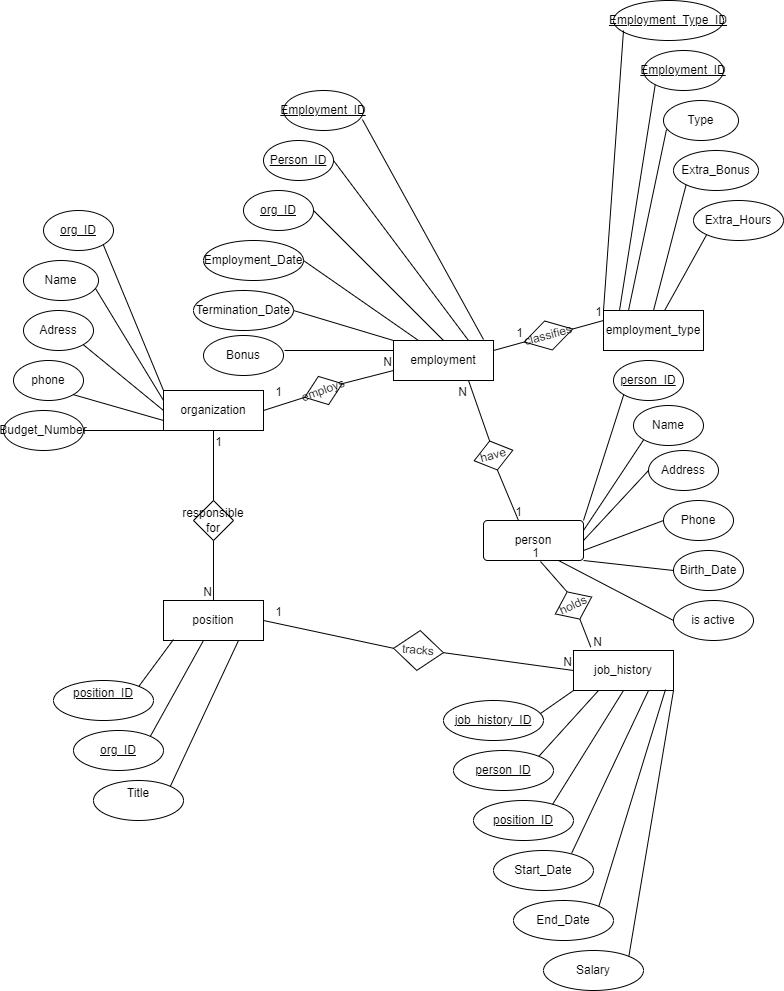 Employment_Type_ID
Employment_ID
Type
Extra_Bonus
Extra_Hours
Employment_ID
Person_ID
org_ID
Employment_Date
Termination_Date
Bonus
org_ID
Name
Adress
phone
Budget_Number
employment
1
classifies
1
employment_type
N
employs
1
organization
N
have
1
person
1
person_ID
Name
Address
Phone
Birth_Date
is active
1
responsible
for
N
position
1
tracks
N
holds
N
job_history
position_ID
org_ID
Title
job_history_ID
person_ID
position_ID
Start_Date
End_Date
Salary